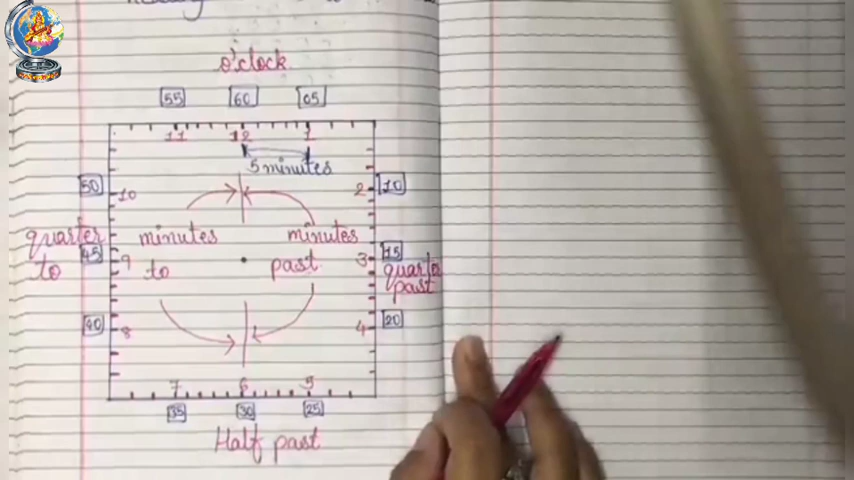 o'clock
55 60 05
11 12 1
5 minutes
50 10 2 10
quarter to
minutes to
minutes past
45 9 3 15
quarter past
40 8 4 20
7 6 5
35 30 25
Half past